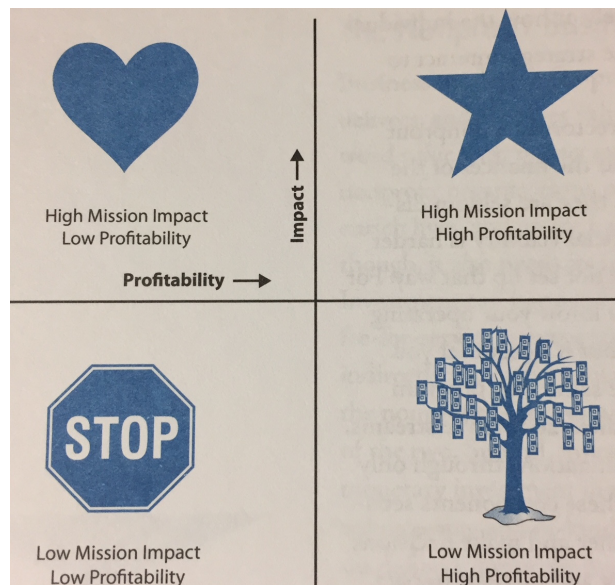 Impact
High Mission Impact
Low Profitability
High Mission Impact
High Profitability
Profitability
STOP
Low Mission Impact
Low Profitability
Low Mission Impact
High Profitability